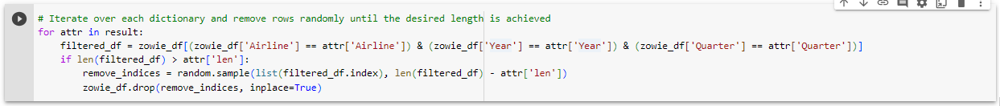 # Iterate over each dictionary and remove rows randomly until the desired length is achieved
for attr in result:
    filtered_df = zowie_df[(zowie_df['Airline'] == attr['Airline']) & (zowie_df['Year'] == attr['Year']) & (zowie_df['Quarter'] == attr['Quarter'])]
    if len(filtered_df) > attr['len']:
        remove_indices = random.sample(list(filtered_df.index), len(filtered_df) - attr['len'])
        zowie_df.drop(remove_indices, inplace=True)